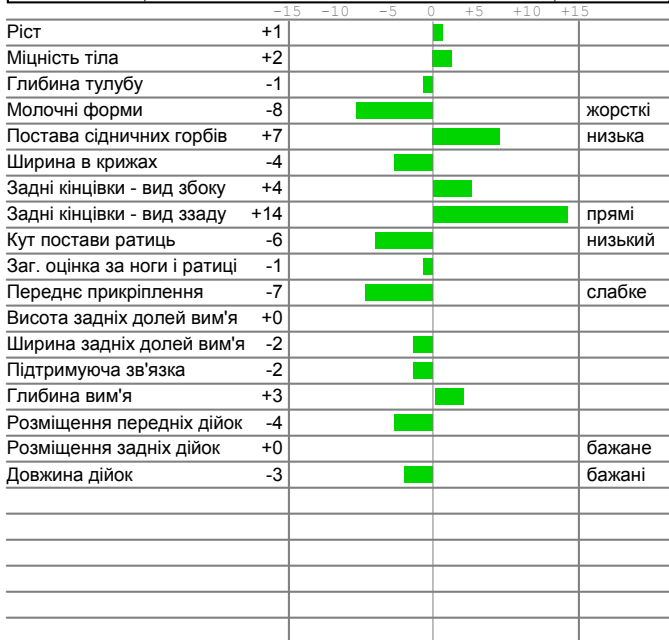 -15 -10 -5 0 +5 +10 +15
Ріст +1
Міцність тіла +2
Глибина тулубу -1
Молочні форми -8 жорсткі
Постава сідничних горбів +7 низька
Ширина в крижах -4
Задні кінцівки - вид збоку +4
Задні кінцівки - вид ззаду +14 прямі
Кут постави ратиць -6 низький
Заг. оцінка за ноги і ратиці -1
Переднє прикріплення -7 слабке
Висота задніх долей вим'я +0
Ширина задніх долей вим'я -2
Підтримуюча зв'язка -2
Глибина вим'я +3
Розміщення передніх дійок -4
Розміщення задніх дійок +0 бажане
Довжина дійок -3 бажані